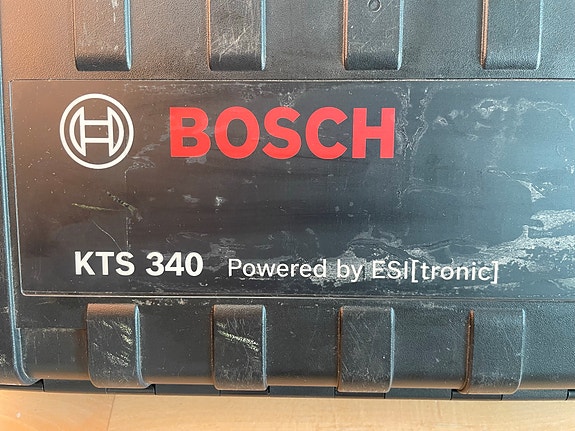 BOSCH
KTS 340 Powered by ESI[tronic]